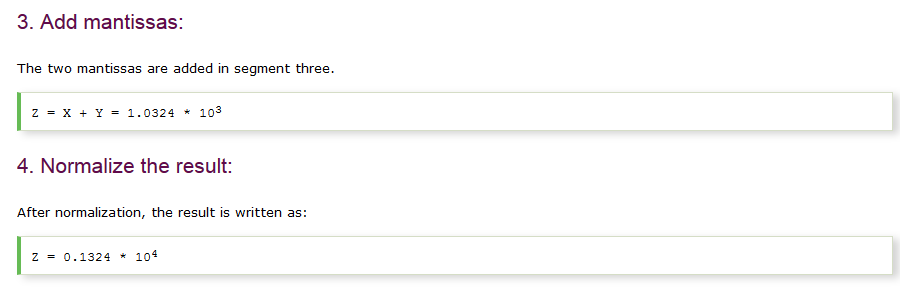 3. Add mantissas:
The two mantissas are added in segment three.
Z = X + Y = 1.0324 * 10³
4. Normalize the result:
After normalization, the result is written as:
Z = 0.1324 * 10⁴